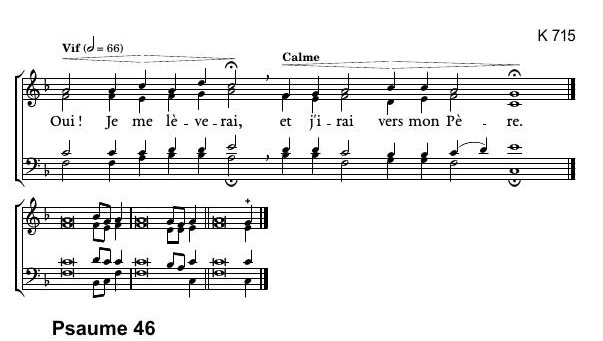 K 715
Vif (𝅗𝅥 = 66)
Calme
Oui ! Je me lè - ve - rai, et j'i - rai vers mon Pè - re.
Psaume 46